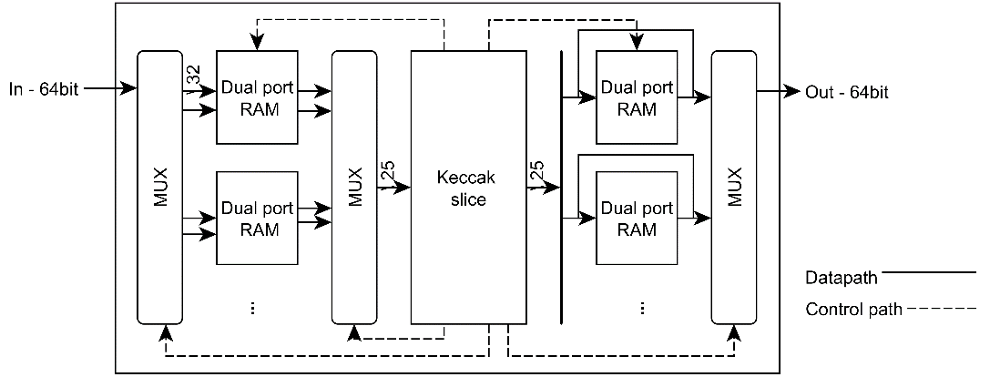 In - 64bit
MUX
32
Dual port
RAM
Dual port
RAM
...
MUX
25
Keccak
slice
25
Dual port
RAM
Dual port
RAM
...
MUX
Out - 64bit
Datapath
Control path